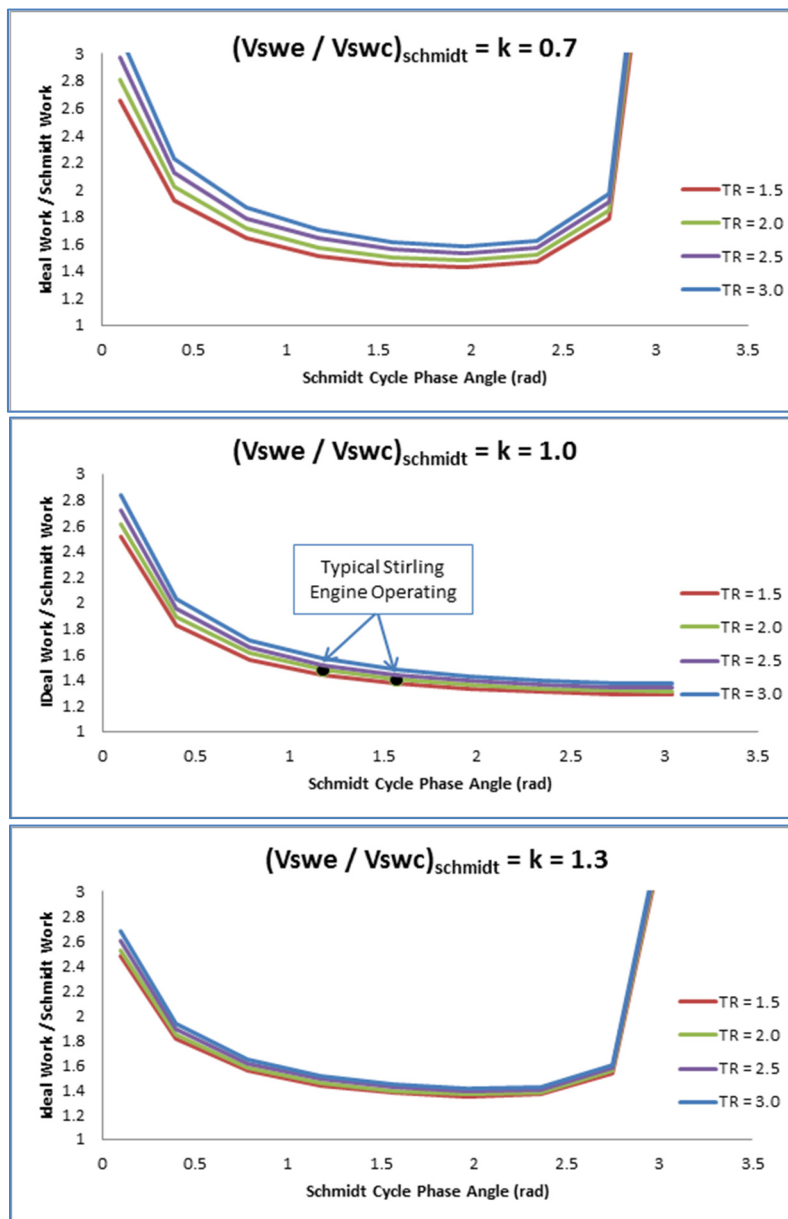 (Vswe / Vswc)schmidt = k = 0.7
Ideal Work / Schmidt Work
3
2.8
2.6
2.4
2.2
2
1.8
1.6
1.4
1.2
1
0 0.5 1 1.5 2 2.5 3 3.5
Schmidt Cycle Phase Angle (rad)
TR = 1.5
TR = 2.0
TR = 2.5
TR = 3.0
(Vswe / Vswc)schmidt = k = 1.0
IDeal Work / Schmidt Work
3
2.8
2.6
2.4
2.2
2
1.8
1.6
1.4
1.2
1
0 0.5 1 1.5 2 2.5 3 3.5
Schmidt Cycle Phase Angle (rad)
Typical Stirling
Engine Operating
TR = 1.5
TR = 2.0
TR = 2.5
TR = 3.0
(Vswe / Vswc)schmidt = k = 1.3
Ideal Work / Schmidt Work
3
2.8
2.6
2.4
2.2
2
1.8
1.6
1.4
1.2
1
0 0.5 1 1.5 2 2.5 3 3.5
Schmidt Cycle Phase Angle (rad)
TR = 1.5
TR = 2.0
TR = 2.5
TR = 3.0